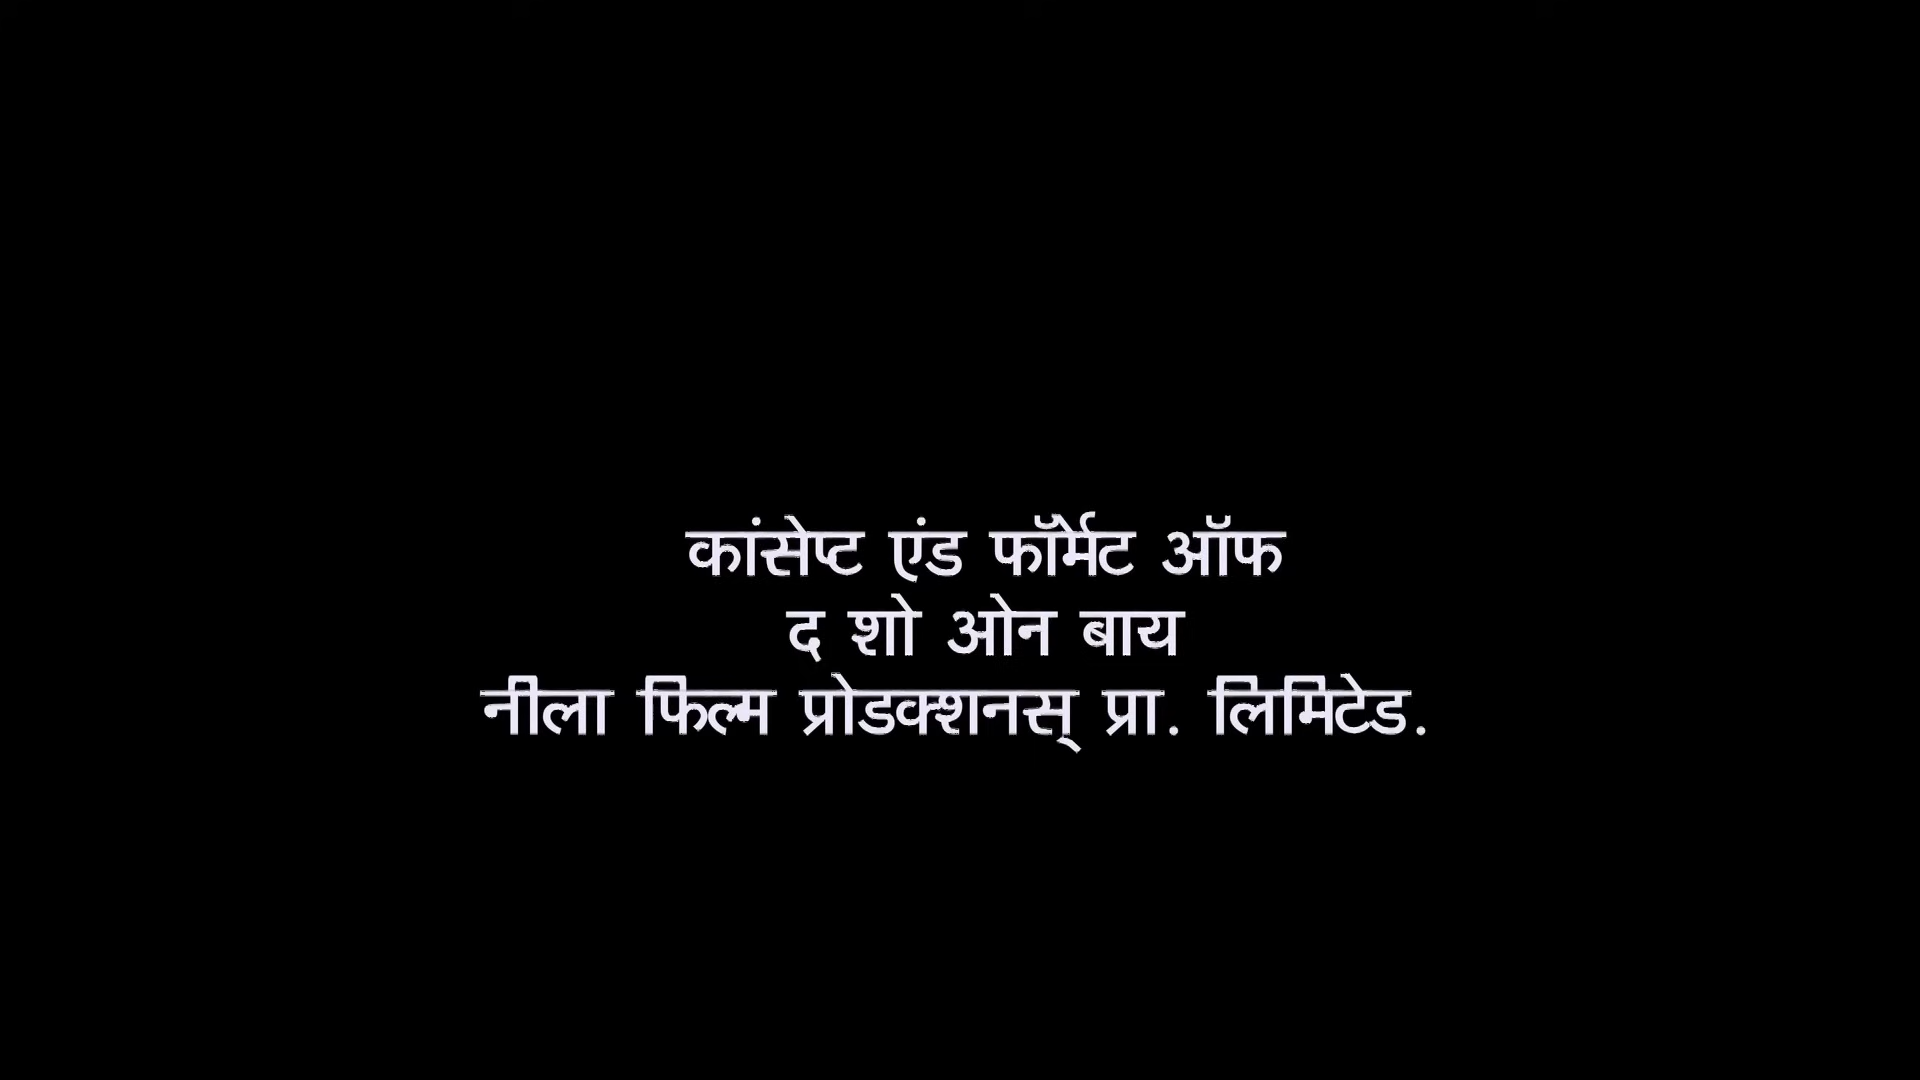 कांसेप्ट एंड फॉर्मेट ऑफ
द शो ओन बाय
नीला फिल्म प्रोडक्शनस् प्रा. लिमिटेड.